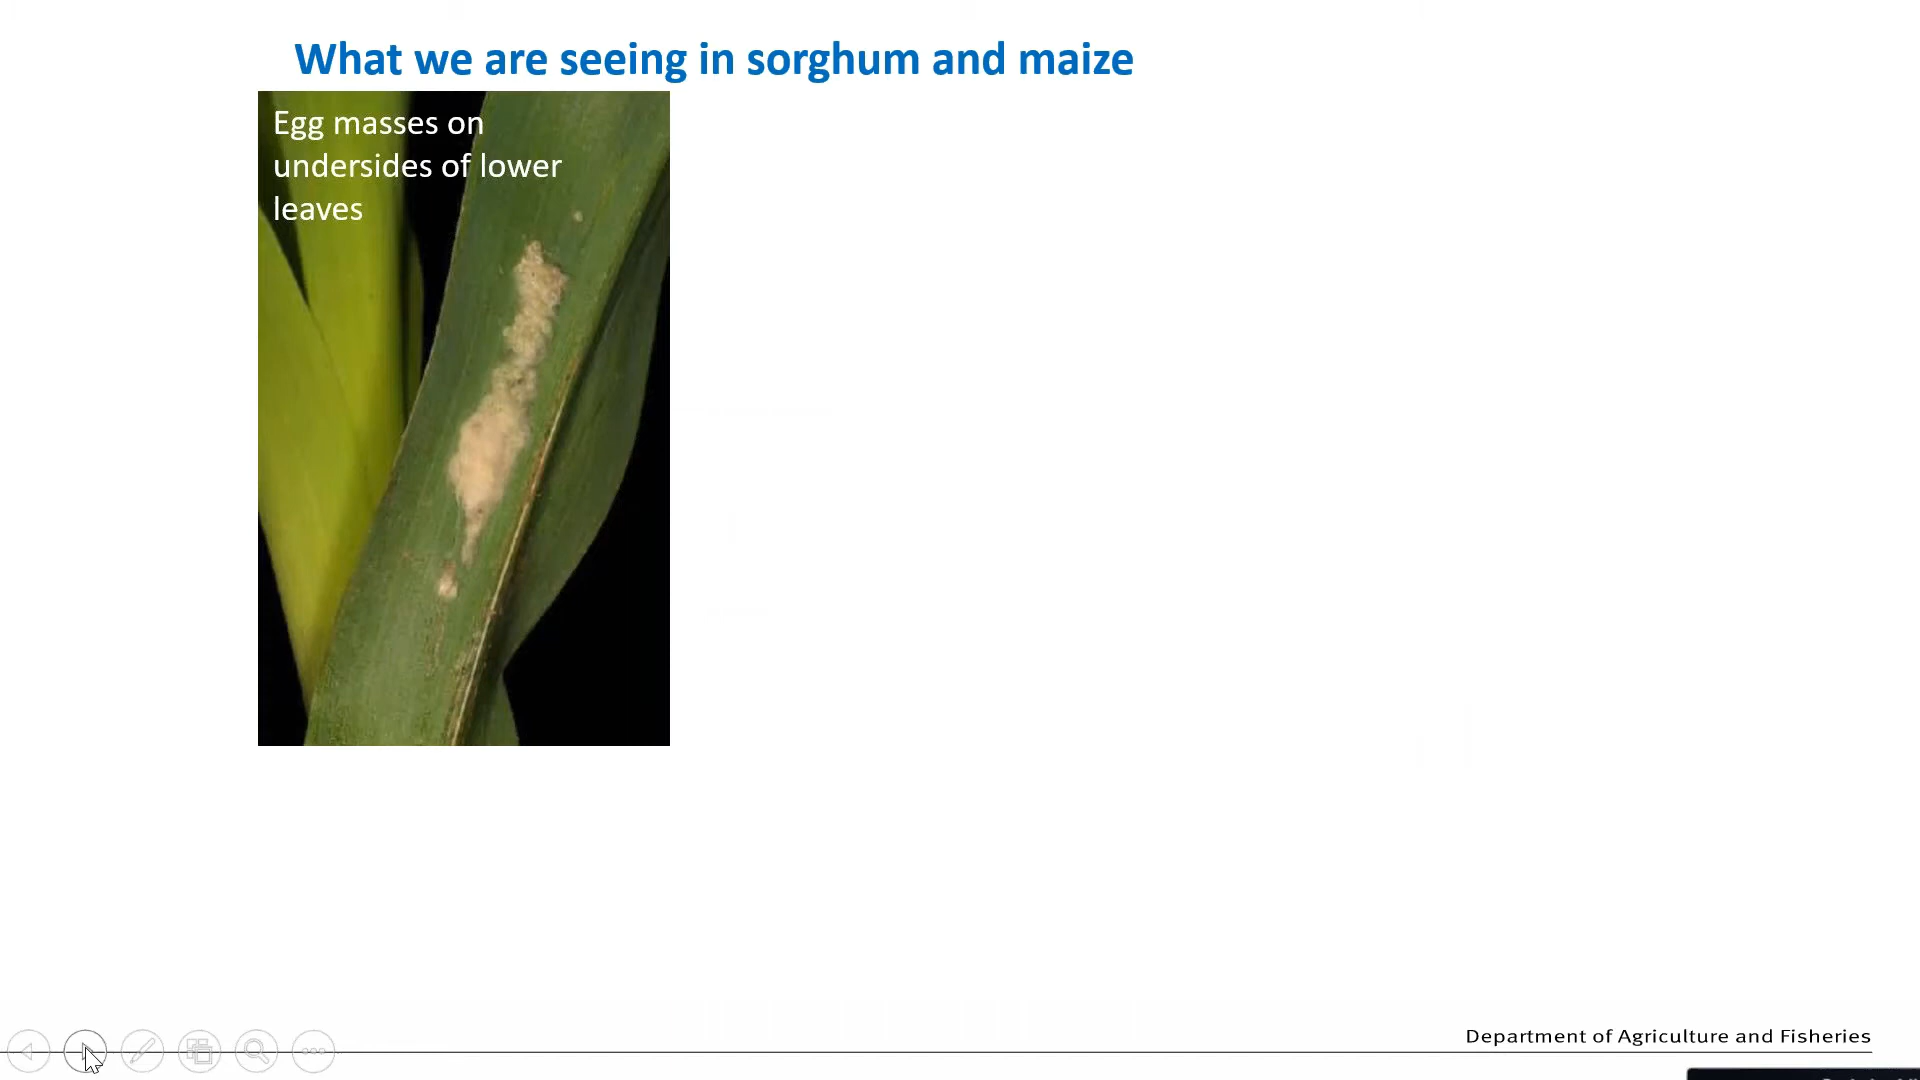 What we are seeing in sorghum and maize
Egg masses on
undersides of lower
leaves
Department of Agriculture and Fisheries